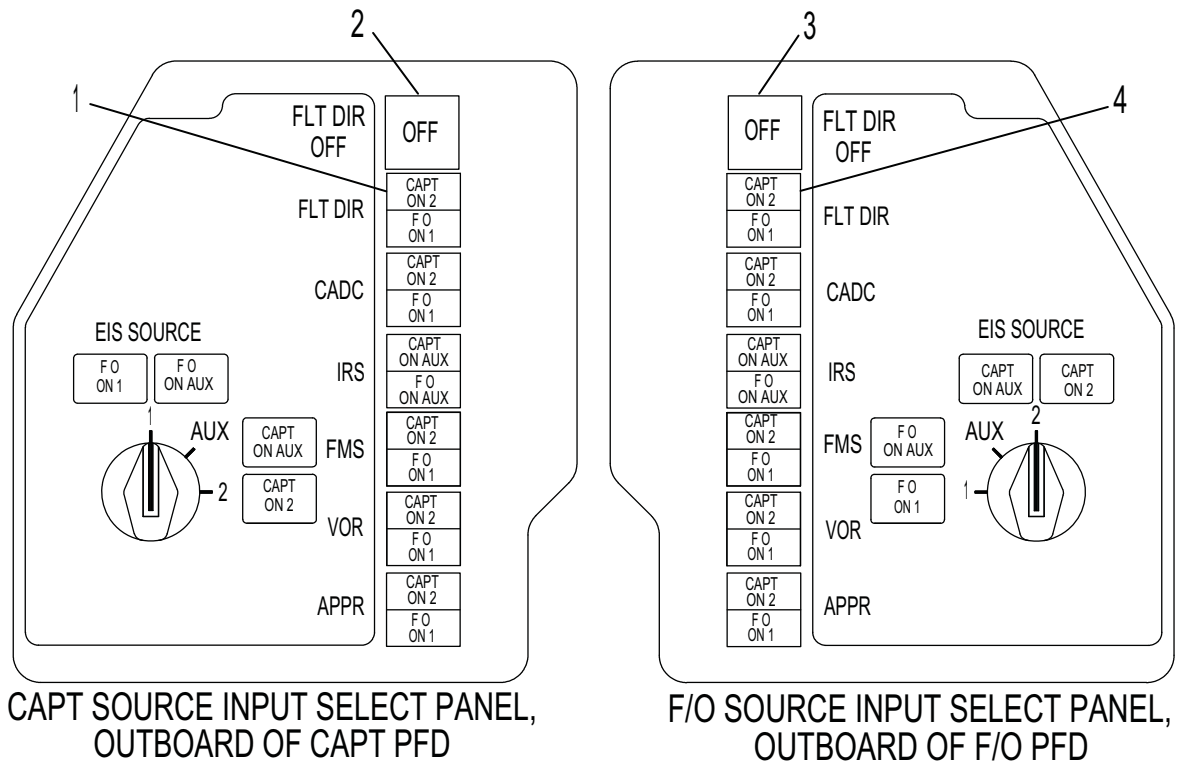 2
3
1
4
FLT DIR
OFF
OFF
CAPT
ON 2
F O
ON 1
FLT DIR
CAPT
ON 2
F O
ON 1
CADC
EIS SOURCE
F O
ON 1
F O
ON AUX
CAPT
ON AUX
F O
ON AUX
IRS
1
AUX
2
CAPT
ON AUX
CAPT
ON 2
FMS
CAPT
ON 2
F O
ON 1
VOR
CAPT
ON 2
F O
ON 1
APPR
CAPT
ON 2
F O
ON 1
CAPT SOURCE INPUT SELECT PANEL,
OUTBOARD OF CAPT PFD
OFF
FLT DIR
OFF
CAPT
ON 2
F O
ON 1
FLT DIR
CAPT
ON 2
F O
ON 1
CADC
CAPT
ON AUX
F O
ON AUX
IRS
EIS SOURCE
CAPT
ON AUX
CAPT
ON 2
CAPT
ON 2
F O
ON 1
FMS
F O
ON AUX
F O
ON 1
AUX
2
1
CAPT
ON 2
F O
ON 1
VOR
CAPT
ON 2
F O
ON 1
APPR
F/O SOURCE INPUT SELECT PANEL,
OUTBOARD OF F/O PFD